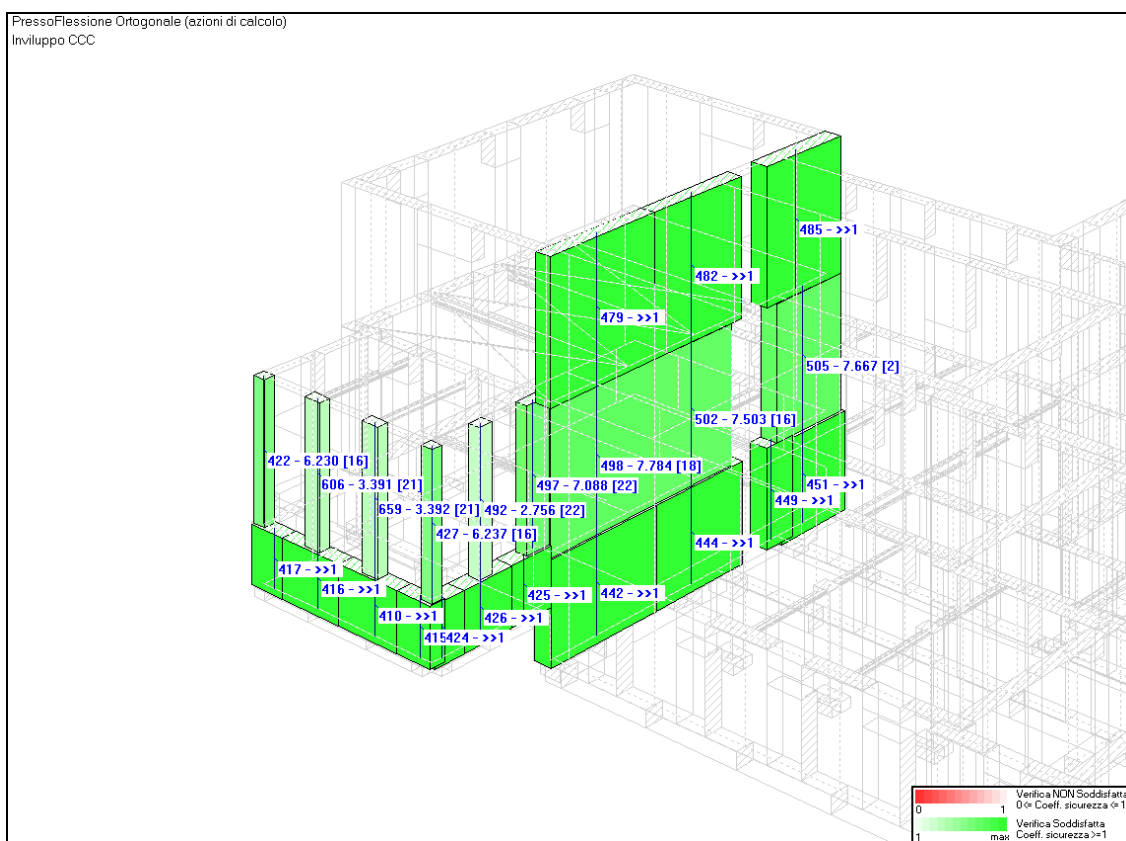 PressoFlessione Ortogonale (azioni di calcolo)
Inviluppo CCC
485 - >>1
482 - >>1
479 - >>1
505 - 7.667 [2]
502 - 7.503 [16]
422 - 6.230 [16]
498 - 7.784 [18]
606 - 3.391 [21]
497 - 7.088 [22]
451 - >>1
449 - >>1
659 - 3.392 [21]
492 - 2.756 [22]
427 - 6.237 [16]
444 - >>1
417 - >>1
416 - >>1
425 - >>1
442 - >>1
410 - >>1
426 - >>1
415
424 - >>1
Verifica NON Soddisfatta
0<= Coeff. sicurezza <=1
0 1
Verifica Soddisfatta
Coeff. sicurezza >=1
1 max